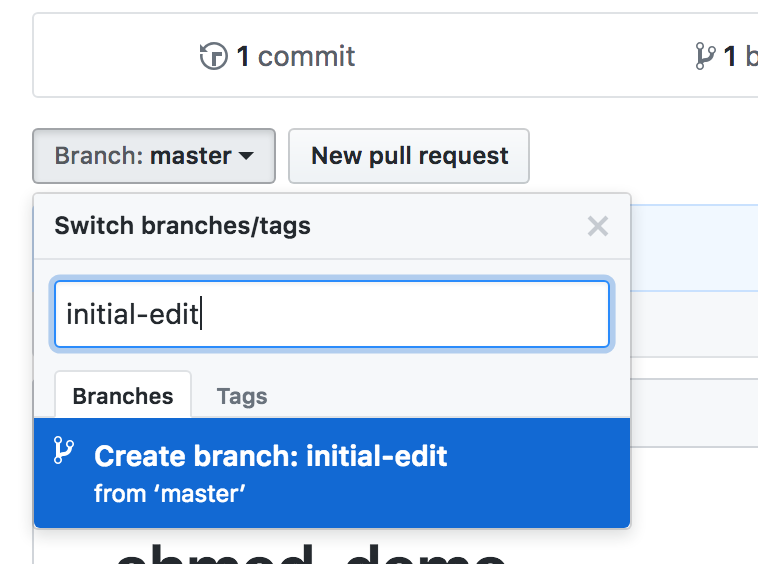 1 commit
1 b
Branch: master
New pull request
Switch branches/tags
initial-edit
Branches
Tags
Create branch: initial-edit
from ‘master’